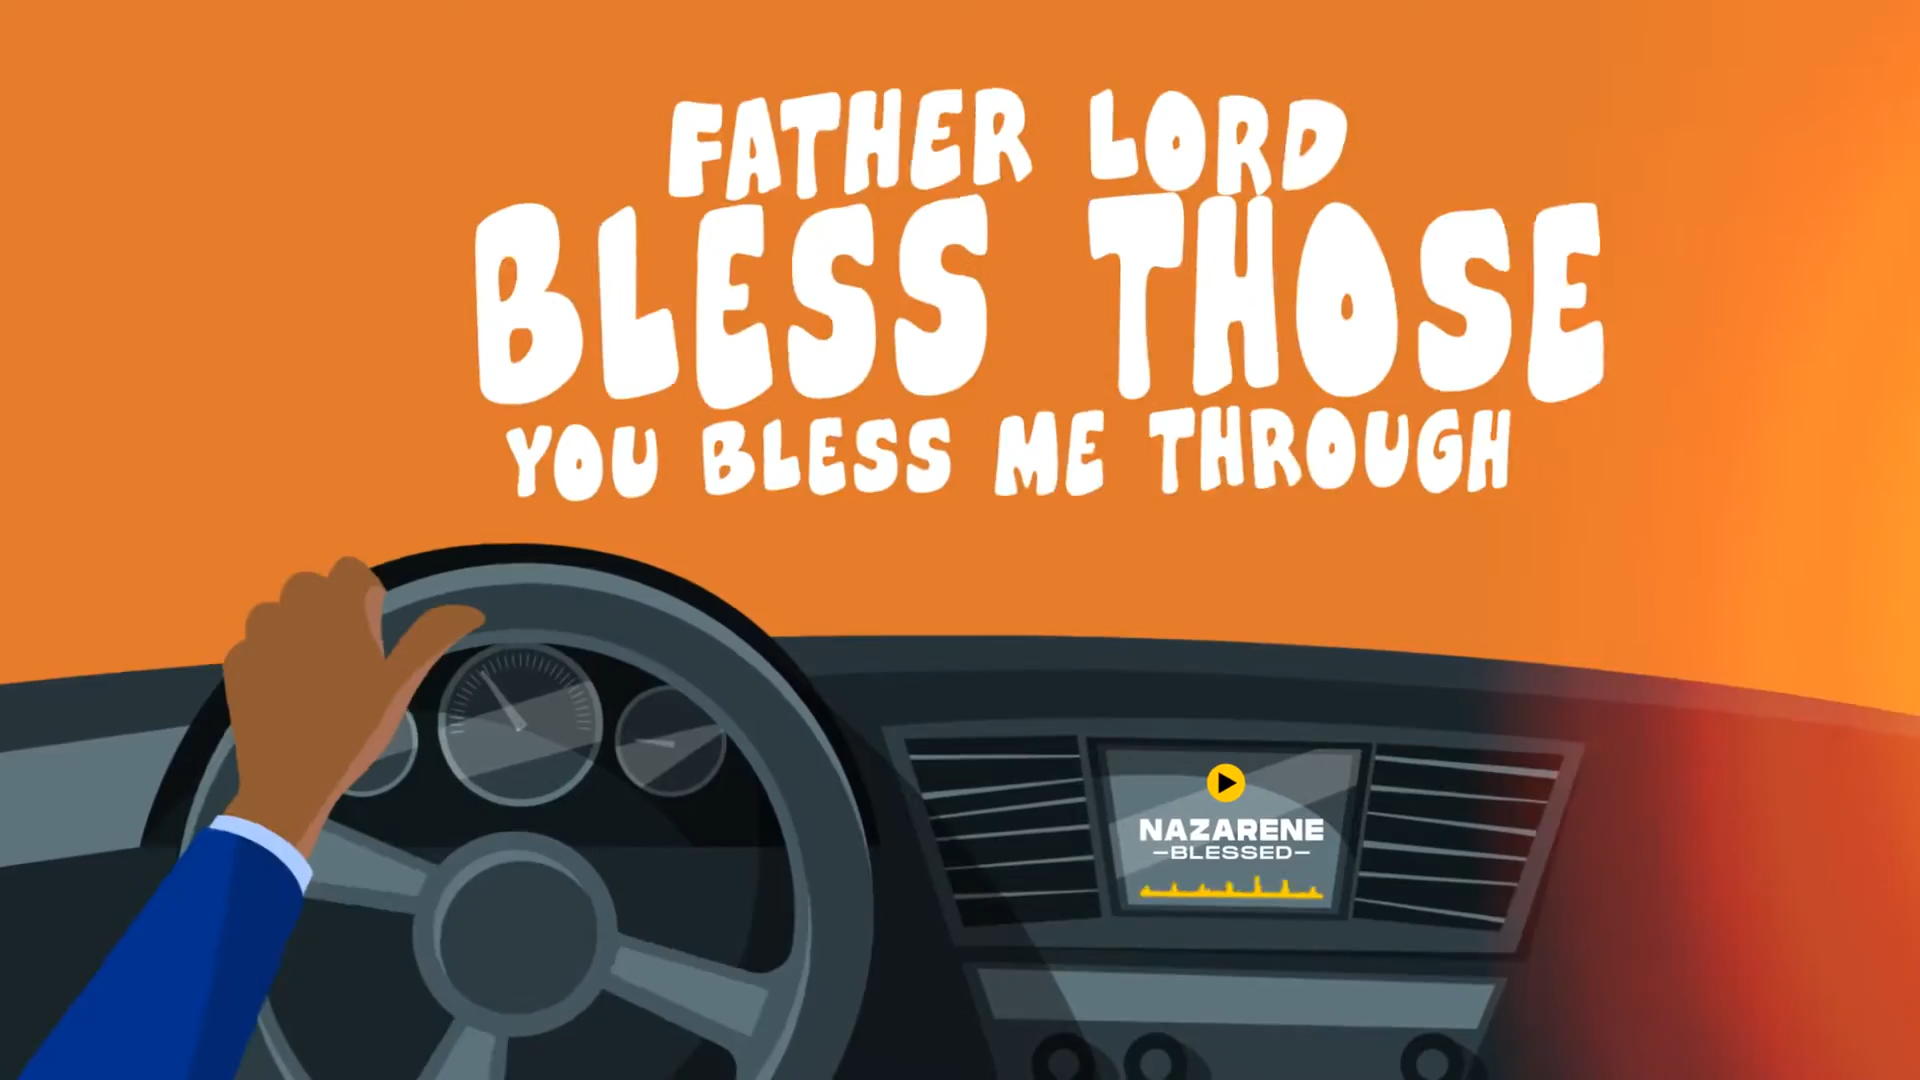 FATHER LORD
BLESS THOSE
YOU BLESS ME THROUGH
NAZARENE
-BLESSED-